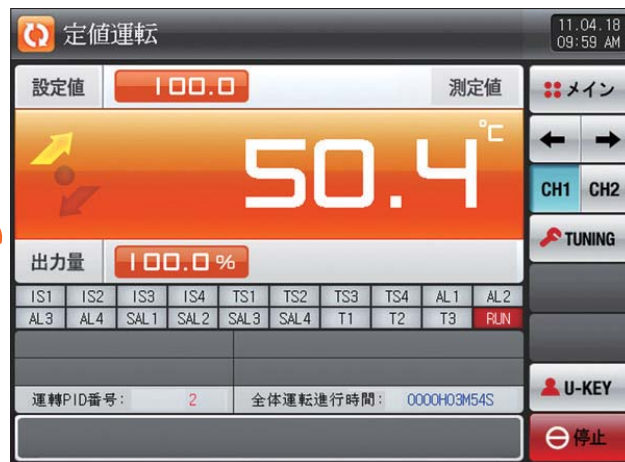 定値運転
11.04.18
09:59 AM
設定値 100.0 測定値
メイン
50.4 ℃
CH1 CH2
TUNING
出力量 100.0 %
IS1 IS2 IS3 IS4 TS1 TS2 TS3 TS4 AL1 AL2
AL3 AL4 SAL1 SAL2 SAL3 SAL4 T1 T2 T3 RUN
運轉PID番号: 2 全体運転進行時間: 0000H03M54S
U-KEY
停止